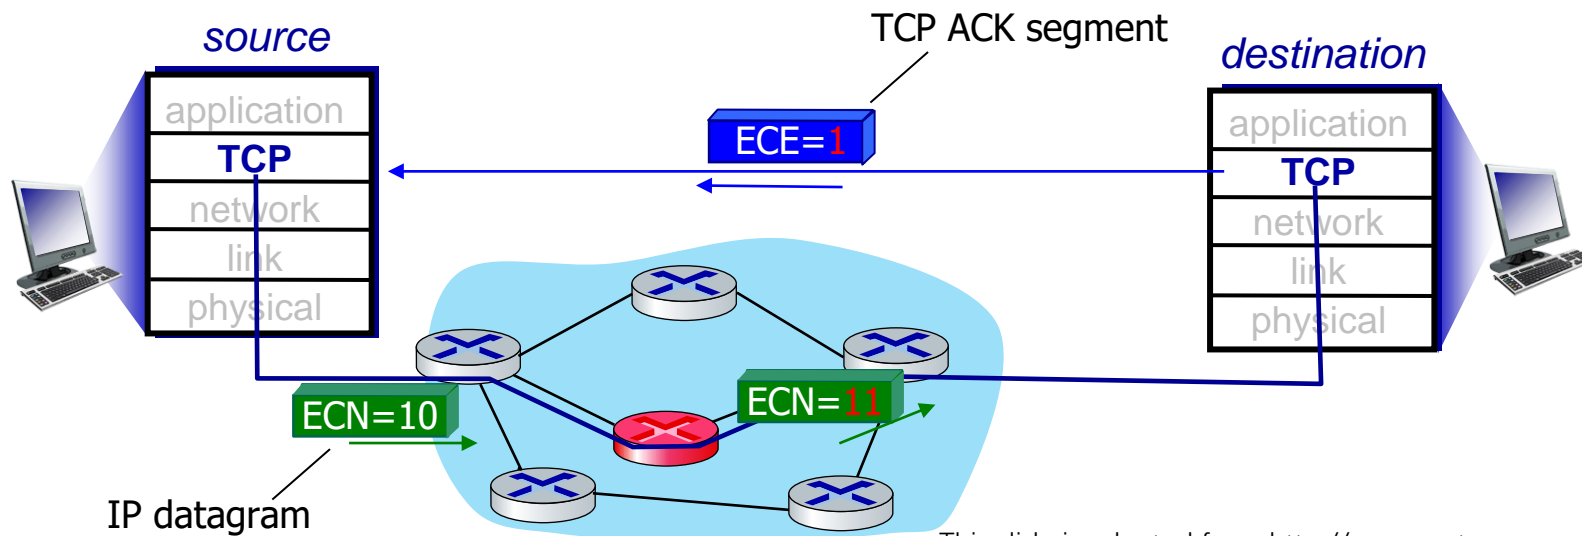 source
TCP ACK segment
destination
application
TCP
network
link
physical
ECE=1
application
TCP
network
link
physical
ECN=10
ECN=11
IP datagram